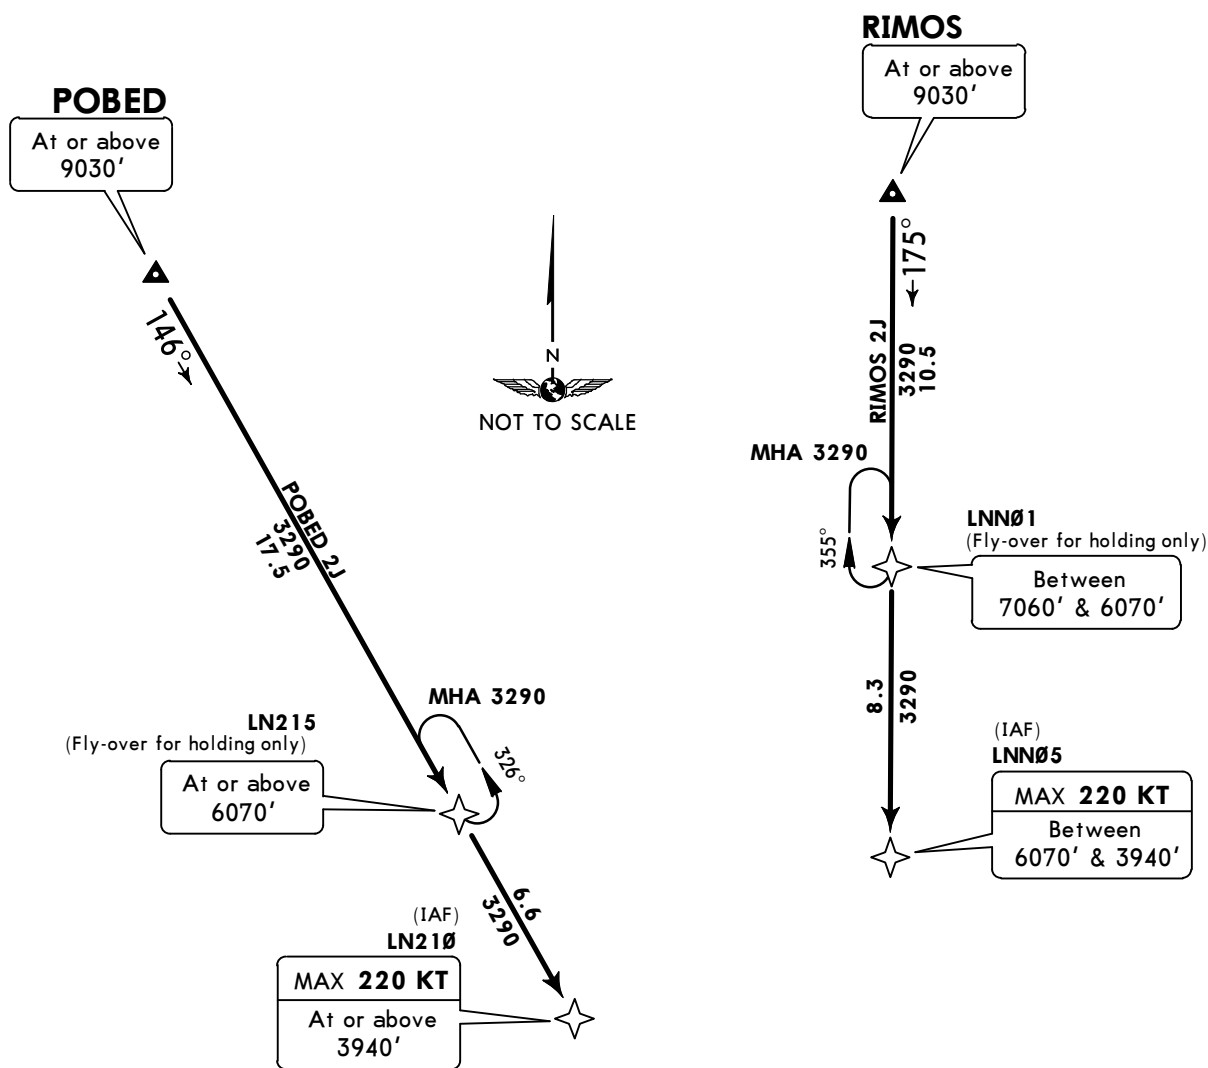 RIMOS
At or above
9030'
POBED
At or above
9030'
146°
175°
RIMOS 2J
3290
10.5
N
NOT TO SCALE
MHA 3290
355°
LNNØ1
(Fly-over for holding only)
Between
7060' & 6070'
POBED 2J
3290
17.5
MHA 3290
326°
LN215
(Fly-over for holding only)
At or above
6070'
8.3
3290
(IAF)
LNNØ5
MAX 220 KT
Between
6070' & 3940'
6.6
3290
(IAF)
LN21Ø
MAX 220 KT
At or above
3940'